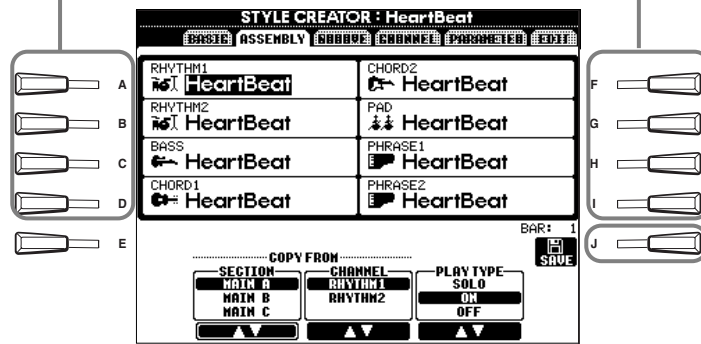 STYLE CREATOR : HeartBeat
BASIC ASSEMBLY GROOVE CHANNEL PARAMETER EDIT
RHYTHM1
HeartBeat
CHORD2
HeartBeat
RHYTHM2
HeartBeat
PAD
HeartBeat
BASS
HeartBeat
PHRASE1
HeartBeat
CHORD1
HeartBeat
PHRASE2
HeartBeat
A
B
C
D
E
F
G
H
I
J
BAR: 1
SAVE
COPY FROM
SECTION
MAIN A
MAIN B
MAIN C
CHANNEL
RHYTHM1
RHYTHM2
PLAY TYPE
SOLO
ON
OFF